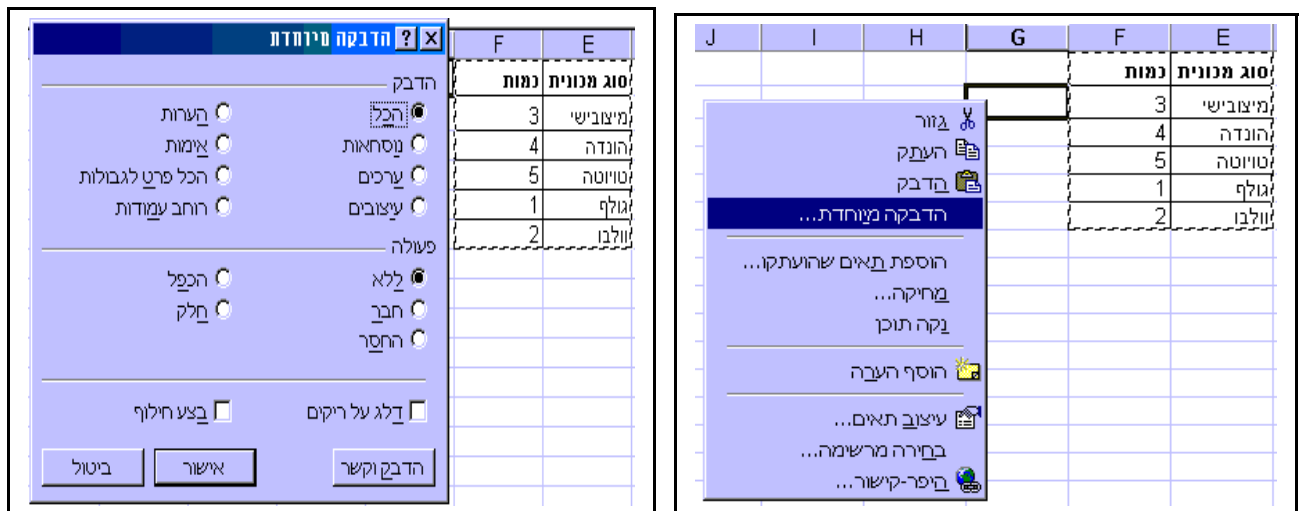 J I H G F E
סוג מכונית כמות
מיצובישי 3
הונדה 4
טויוטה 5
גולף 1
וולבו 2
גזור
העתק
הדבק
הדבקה מיוחדת...
הוספת תאים שהועתקו...
מחיקה...
נקה תוכן
הוסף הערה
עיצוב תאים...
בחירה מרשימה...
היפר-קישור...
F E
סוג מכונית כמות
מיצובישי 3
הונדה 4
טויוטה 5
גולף 1
וולבו 2
הדבקה מיוחדת
הדבק
הכל הערות
נוסחאות אימות
ערכים הכל פרט לגבולות
עיצובים רוחב עמודות
פעולה
ללא הכפל
חבר חלק
החסר
דלג על ריקים בצע חילוף
הדבק וקשר אישור ביטול